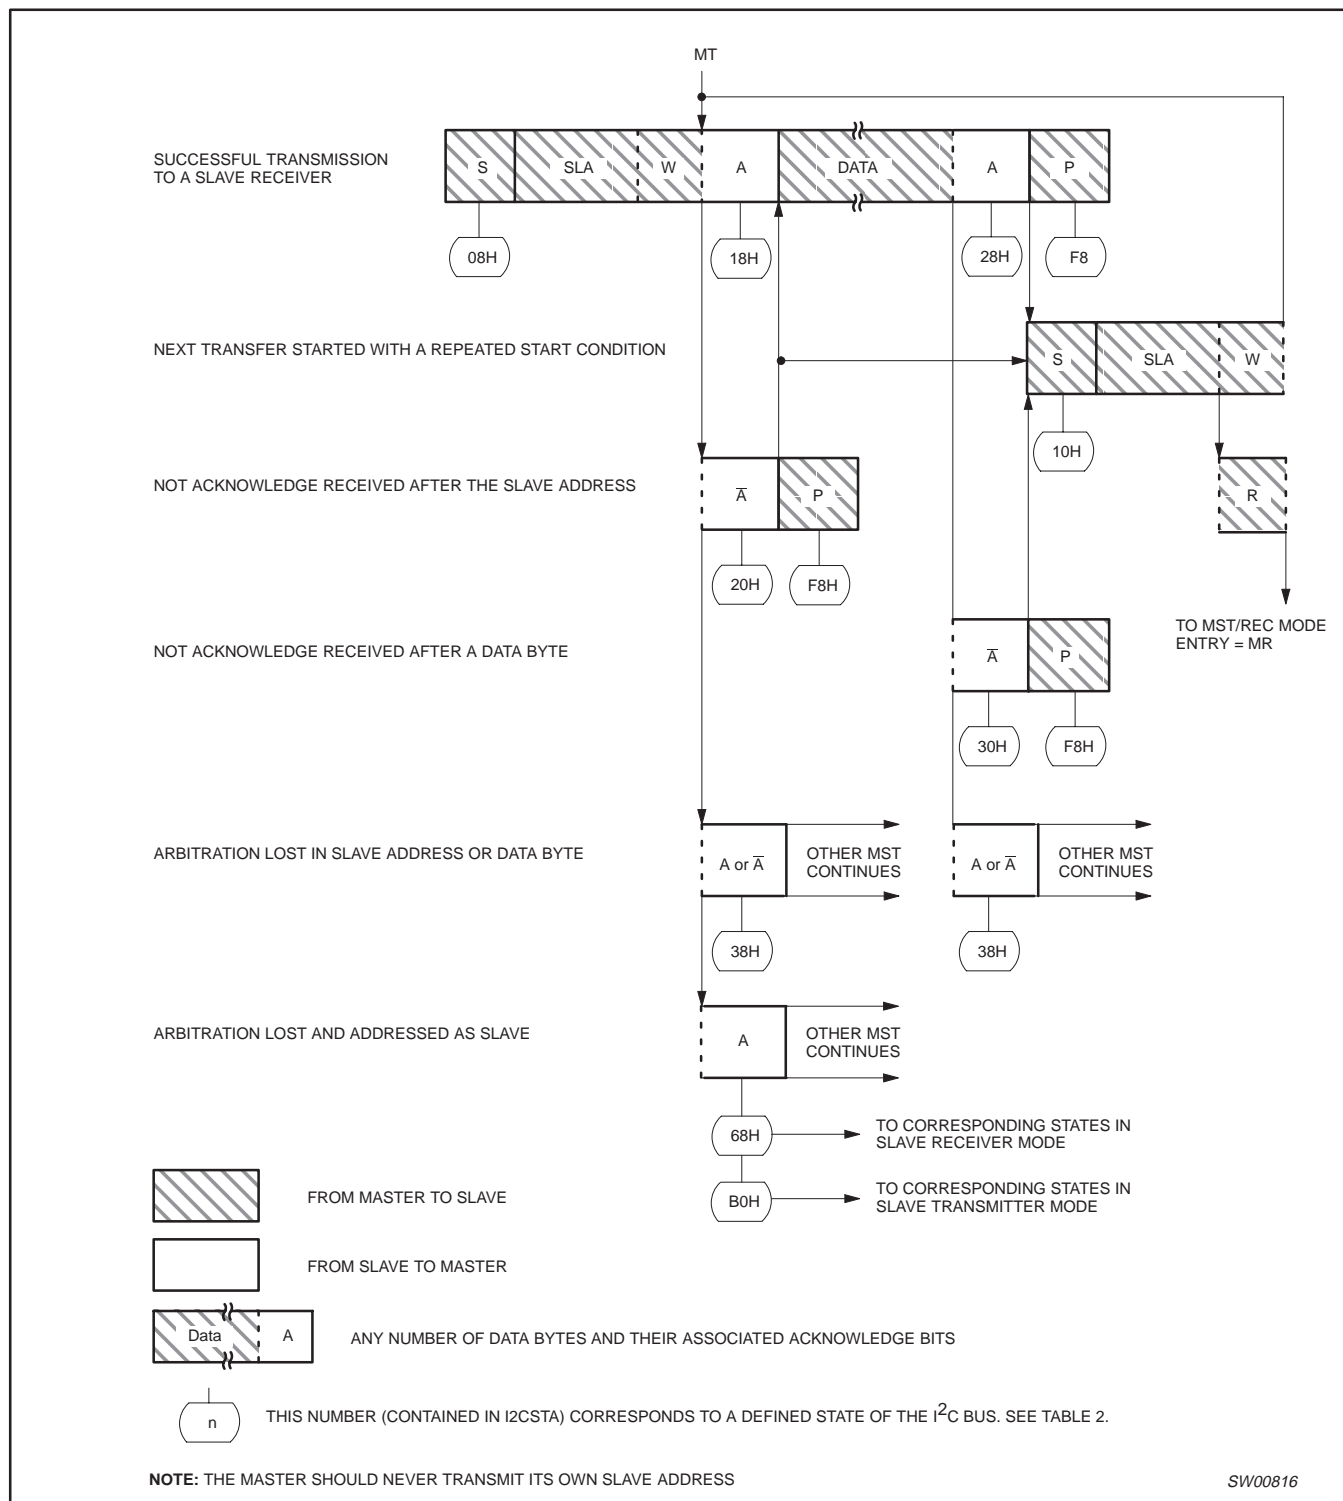 MT
SUCCESSFUL TRANSMISSION
TO A SLAVE RECEIVER
S SLA W A DATA A P
08H 18H 28H F8
NEXT TRANSFER STARTED WITH A REPEATED START CONDITION
S SLA W
10H
NOT ACKNOWLEDGE RECEIVED AFTER THE SLAVE ADDRESS
A̅ P R
20H F8H
TO MST/REC MODE
ENTRY = MR
NOT ACKNOWLEDGE RECEIVED AFTER A DATA BYTE
A̅ P
30H F8H
ARBITRATION LOST IN SLAVE ADDRESS OR DATA BYTE
A or A̅
OTHER MST
CONTINUES
A or A̅
OTHER MST
CONTINUES
38H 38H
ARBITRATION LOST AND ADDRESSED AS SLAVE
A
OTHER MST
CONTINUES
68H
TO CORRESPONDING STATES IN
SLAVE RECEIVER MODE
B0H
TO CORRESPONDING STATES IN
SLAVE TRANSMITTER MODE
FROM MASTER TO SLAVE
FROM SLAVE TO MASTER
Data A
ANY NUMBER OF DATA BYTES AND THEIR ASSOCIATED ACKNOWLEDGE BITS
n
THIS NUMBER (CONTAINED IN I2CSTA) CORRESPONDS TO A DEFINED STATE OF THE I²C BUS. SEE TABLE 2.
NOTE: THE MASTER SHOULD NEVER TRANSMIT ITS OWN SLAVE ADDRESS
SW00816